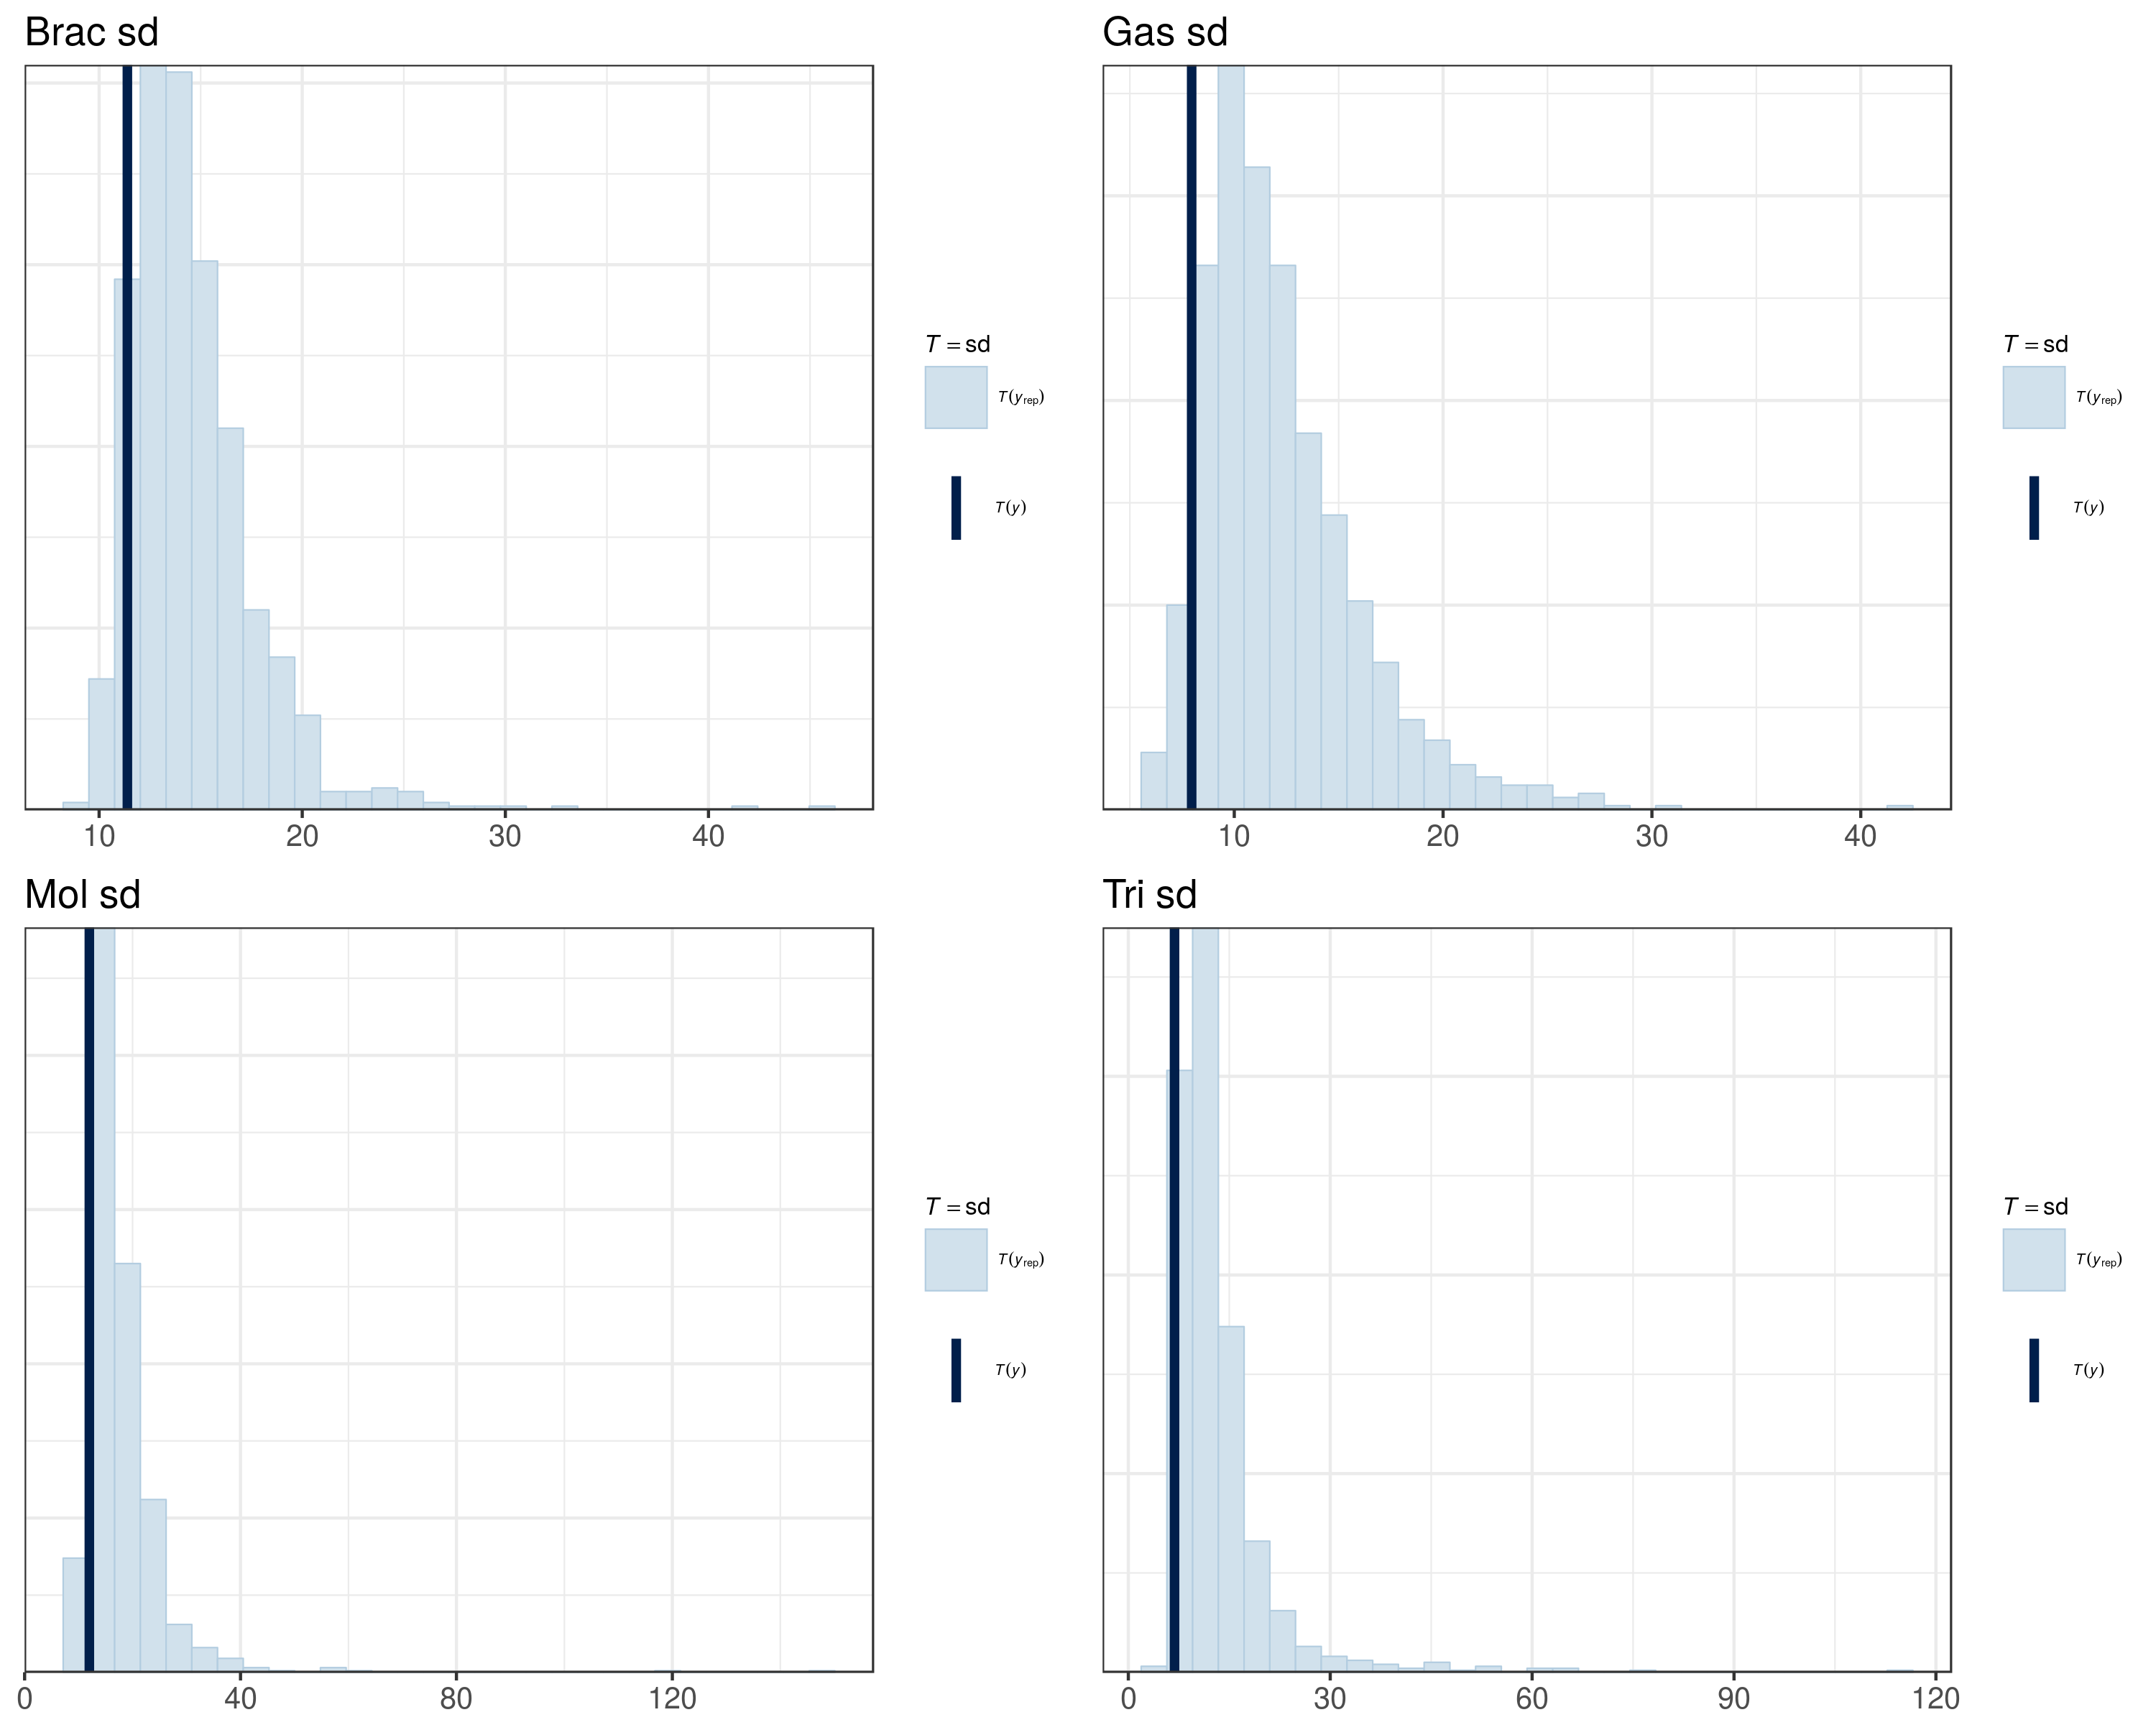 Brac sd
T = sd
T(yrep)
T(y)
10 20 30 40
Gas sd
T = sd
T(yrep)
T(y)
10 20 30 40
Mol sd
T = sd
T(yrep)
T(y)
0 40 80 120
Tri sd
T = sd
T(yrep)
T(y)
0 30 60 90 120